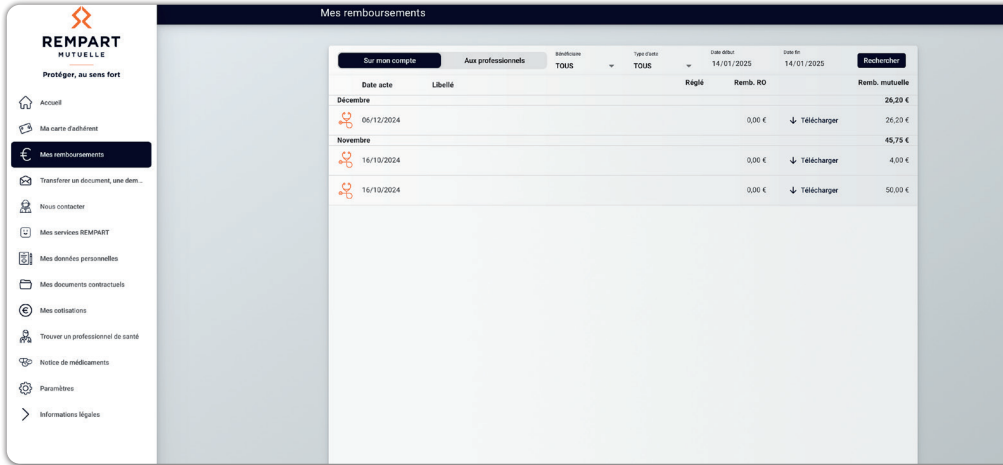 REMPART
MUTUELLE
Protéger, au sens fort
Accueil
Ma carte d'adhérent
Mes remboursements
Transferer un document, une dem ..
Nous contacter
Mes services REMPART
Mes données personnelles
Mes documents contractuels
Mes cotisations
Trouver un professionnel de santé
Notice de médicaments
Paramètres
Informations légales
Mes remboursements
Sur mon compte Aux professionnels
Bénéficiaire Type d'acte Date début Date fin
TOUS TOUS 14/01/2025 14/01/2025 Rechercher
Date acte Libellé Réglé Remb. RO Remb. mutuelle
Décembre 26,20 €
06/12/2024 0,00 € Télécharger 26,20 €
Novembre 45,75 €
16/10/2024 0,00 € Télécharger 4,00 €
16/10/2024 0,00 € Télécharger 50,00 €